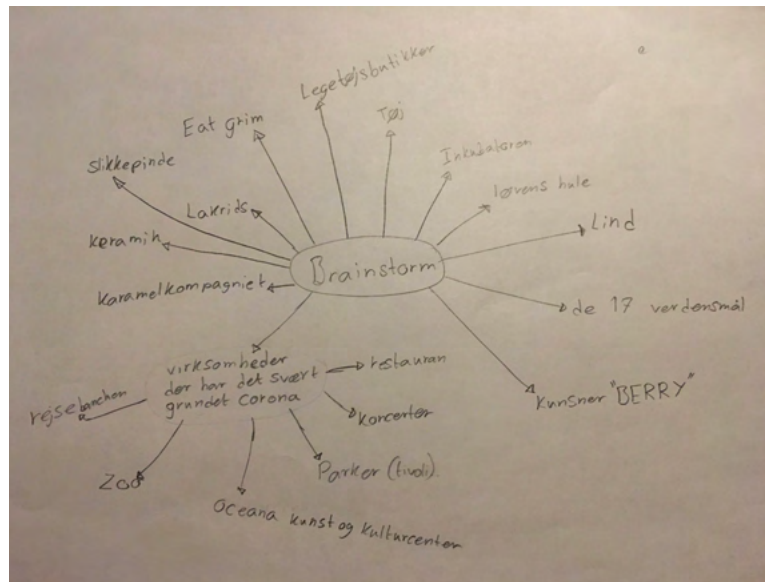 Legetøjsbutikker
Eat grim
Tøj
Slikkepinde
Inkubatoren
Lakrids
løvens hule
keramik
Lind
Brainstorm
Karamelkompagniet
de 17 verdensmål
virksomheder
der har det svært
grundet Corona
restauran
rejsebranchen
Korcerter
Kunsner "BERRY"
Parker (tivoli).
Zoo
Oceana kunst og kulturcenter